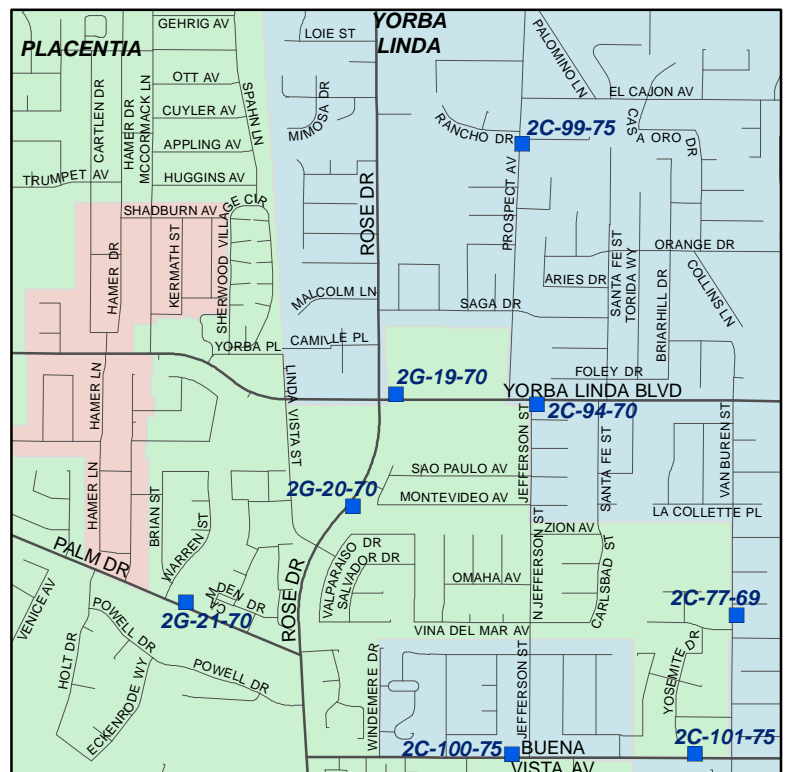 GEHRIG AV
YORBA
LINDA
LOIE ST
PLACENTIA
PALOMINO LN
OTT AV
EL CAJON AV
CARTLEN DR
HAMER DR
MCCORMACK LN
SPAHN LN
MIMOSA DR
CUYLER AV
RANCHO DR
2C-99-75
CASA ORO DR
APPLING AV
TRUMPET AV
HUGGINS AV
ROSE DR
PROSPECT AV
SHADBURN AV
SHERWOOD VILLAGE CIR
HAMER DR
KERMATH ST
SANTA FE ST
TORIDA WY
ORANGE DR
ARIES DR
BRIARHILL DR
COLLINS LN
MALCOLM LN
SAGA DR
YORBA PL
CAMILLE PL
HAMER LN
LINDA VISTA ST
FOLEY DR
2G-19-70
YORBA LINDA BLVD
2C-94-70
JEFFERSON ST
SANTA FE ST
VAN BUREN ST
SAO PAULO AV
HAMER LN
2G-20-70
MONTEVIDEO AV
LA COLLETTE PL
BRIAN ST
WARREN ST
PALM DR
VALPARAISO DR
SALVADOR DR
ZION AV
N JEFFERSON ST
CARLSBAD ST
OMAHA AV
VENICE AV
POWELL DR
2G-21-70
CAMDEN DR
ROSE DR
2C-77-69
VINA DEL MAR AV
HOLT DR
ECKENRODE WY
POWELL DR
WINDEMERE DR
JEFFERSON ST
YOSEMITE DR
2C-100-75
BUENA
VISTA AV
2C-101-75